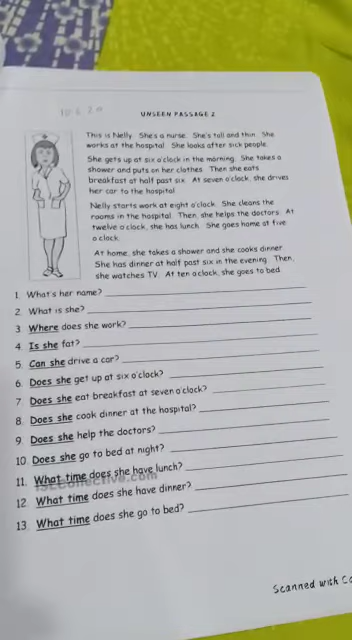 UNSEEN PASSAGE 2
This is Nelly. She's a nurse. She's tall and thin. She
works at the hospital. She looks after sick people.
She gets up at six o'clock in the morning. She takes a
shower and puts on her clothes. Then she eats
breakfast at half past six. At seven o'clock, she drives
her car to the hospital.
Nelly starts work at eight o'clock. She cleans the
rooms in the hospital. Then, she helps the doctors. At
twelve o'clock, she has lunch. She goes home at five
o'clock.
At home, she takes a shower and she cooks dinner.
She has dinner at half past six in the evening. Then,
she watches TV. At ten o'clock, she goes to bed.
1. What's her name?
2. What is she?
3. Where does she work?
4. Is she fat?
5. Can she drive a car?
6. Does she get up at six o'clock?
7. Does she eat breakfast at seven o'clock?
8. Does she cook dinner at the hospital?
9. Does she help the doctors?
10. Does she go to bed at night?
11. What time does she have lunch?
iSLCollective.com
12. What time does she have dinner?
13. What time does she go to bed?
Scanned with